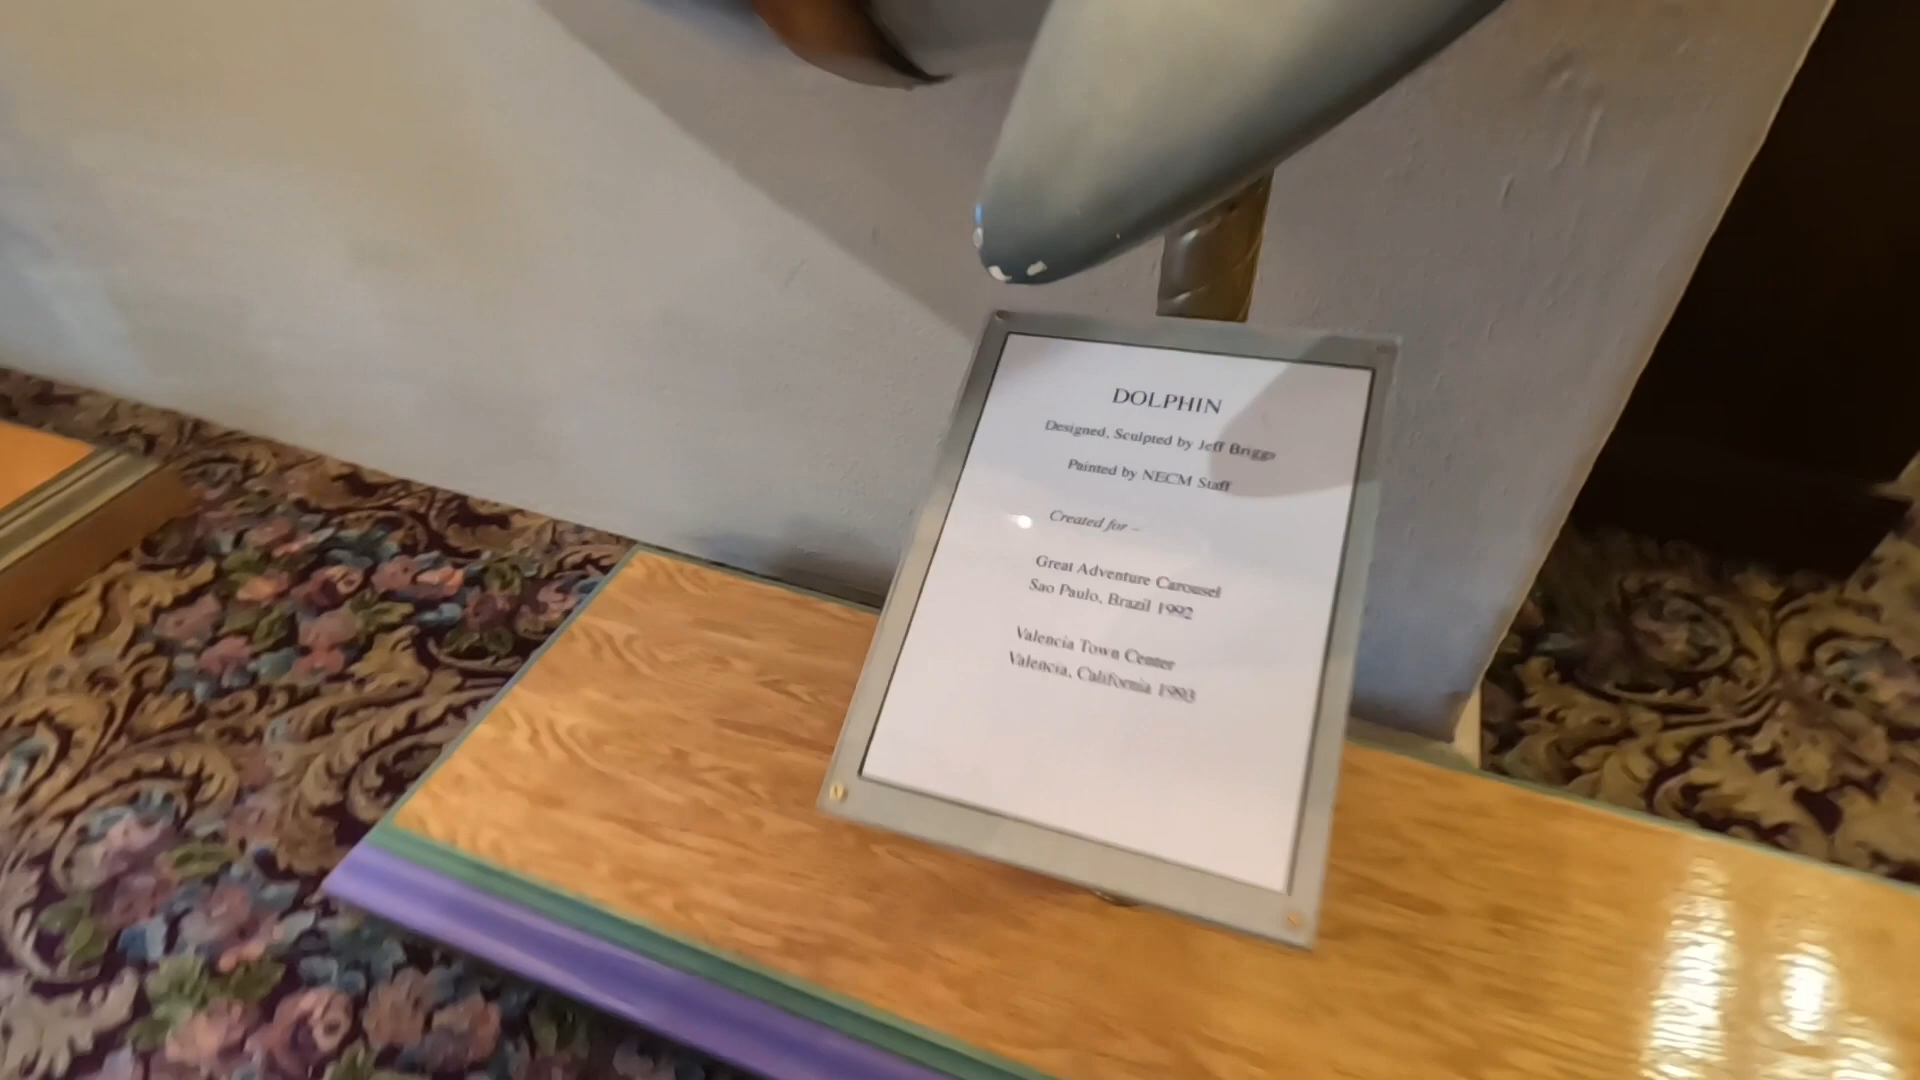 DOLPHIN
Designed, Sculpted by Jeff Briggs
Painted by NECM Staff
Created for –
Great Adventure Carousel
Sao Paulo, Brazil 1992
Valencia Town Center
Valencia, California 1993